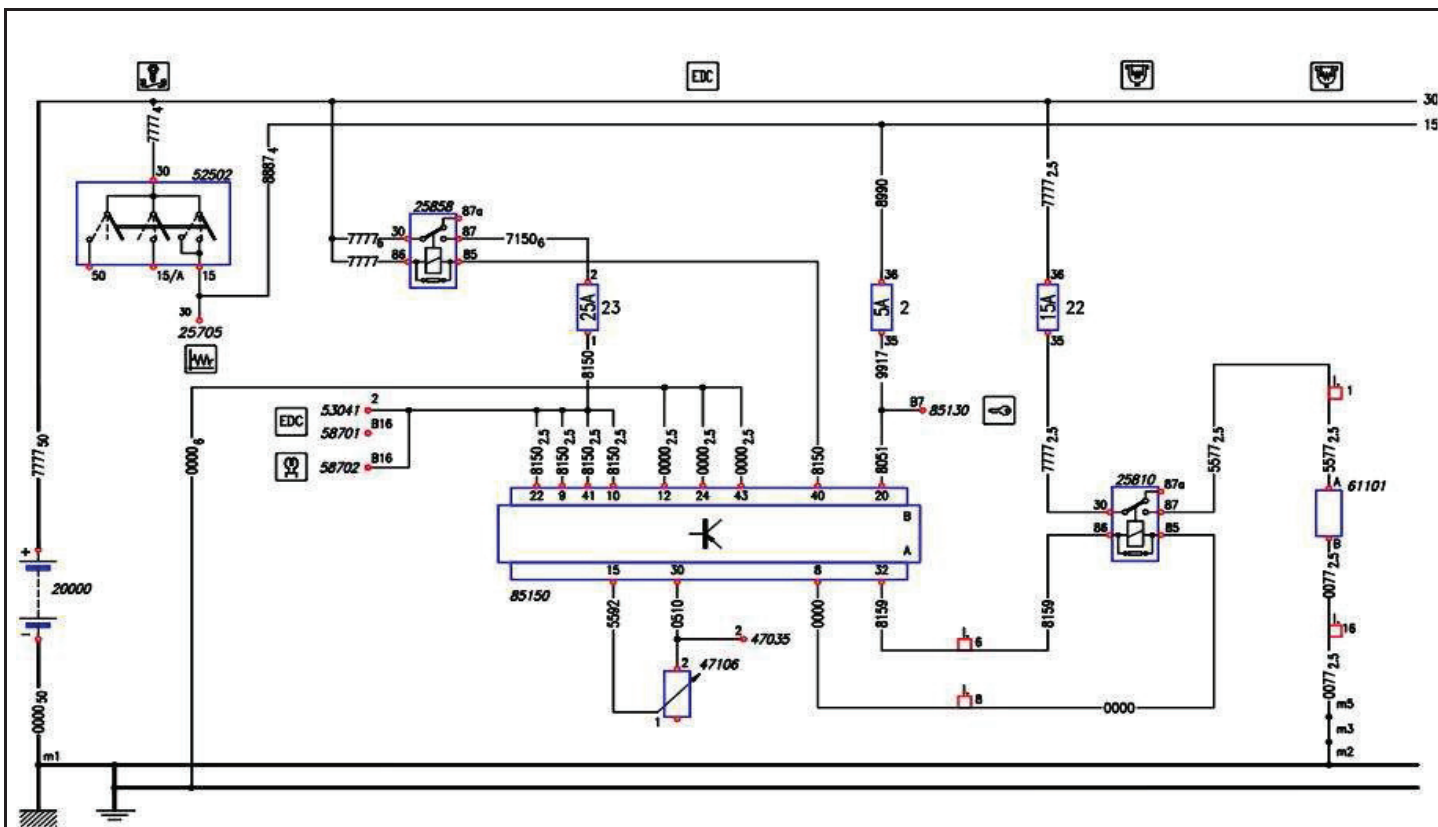 EDC
30
15
7777 4
8887 4
30 52502
50 15/A 15
30
25705
25858
87a
7777 6 30 87 7150 6
7777 86 85
2
25A 23
1
8150
8990
36
5A 2
35
9917
B7 85130
8051
7777 2.5
36
15A 22
35
7777 2.5
EDC
53041 2
58701 B16
58702 B16
0000 6
7777 50
8150 2.5
8150 2.5
8150 2.5
8150 2.5
0000 2.5
0000 2.5
0000 2.5
8150
22 9 41 10 12 24 43 40 20
B
A
15 30 8 32
85150
5592
0510
0000
8159
2 47035
2 47106
1
6
8
0000
8159
25810
87a
30 87
86 85
5577 2.5
1
5577 2.5
A 61101
B
0077 2.5
16
0077 2.5
m5
m3
m2
+
20000
-
0000 50
m1